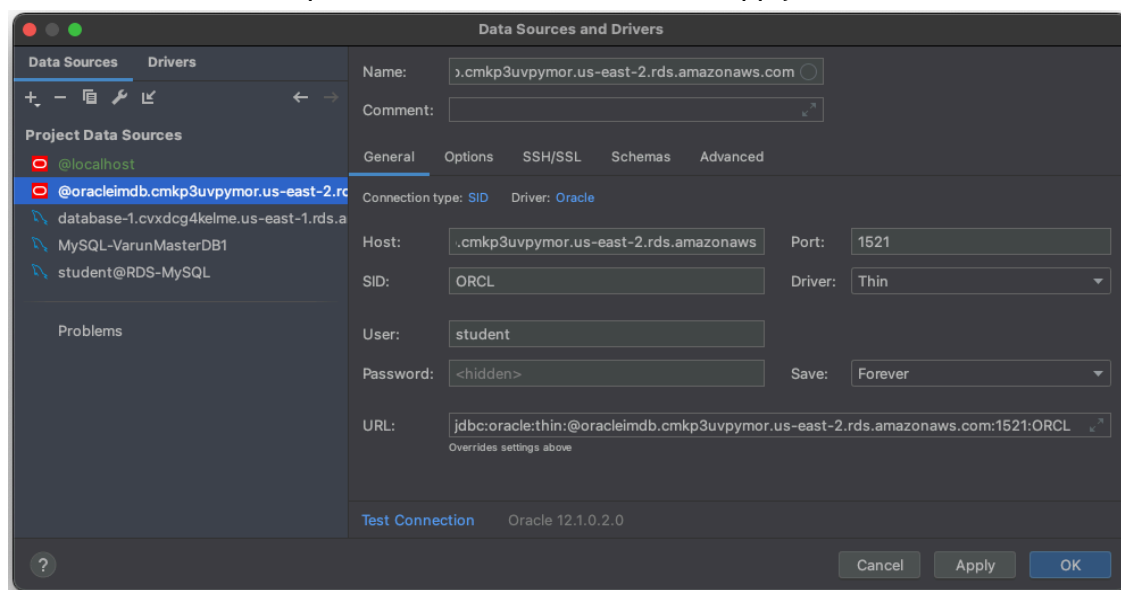 Data Sources and Drivers
Data Sources Drivers
Project Data Sources
@localhost
@oracleimdb.cmkp3uvpymor.us-east-2.rd
database-1.cvxdcg4kelme.us-east-1.rds.a
MySQL-VarunMasterDB1
student@RDS-MySQL
Problems
Name: .cmkp3uvpymor.us-east-2.rds.amazonaws.com
Comment:
General Options SSH/SSL Schemas Advanced
Connection type: SID Driver: Oracle
Host: .cmkp3uvpymor.us-east-2.rds.amazonaws Port: 1521
SID: ORCL Driver: Thin
User: student
Password: <hidden> Save: Forever
URL: jdbc:oracle:thin:@oracleimdb.cmkp3uvpymor.us-east-2.rds.amazonaws.com:1521:ORCL
Overrides settings above
Test Connection Oracle 12.1.0.2.0
? Cancel Apply OK